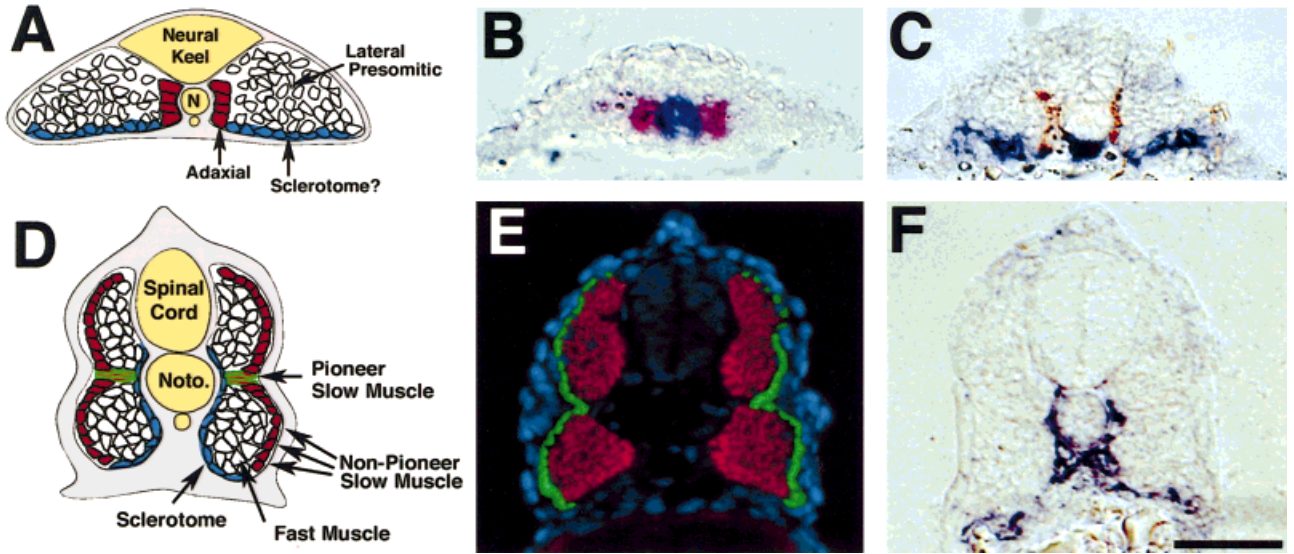 A
Neural
Keel
Lateral
Presomitic
N
Adaxial
Sclerotome?
B
C
D
Spinal
Cord
Noto.
Pioneer
Slow Muscle
Non-Pioneer
Slow Muscle
Sclerotome
Fast Muscle
E
F